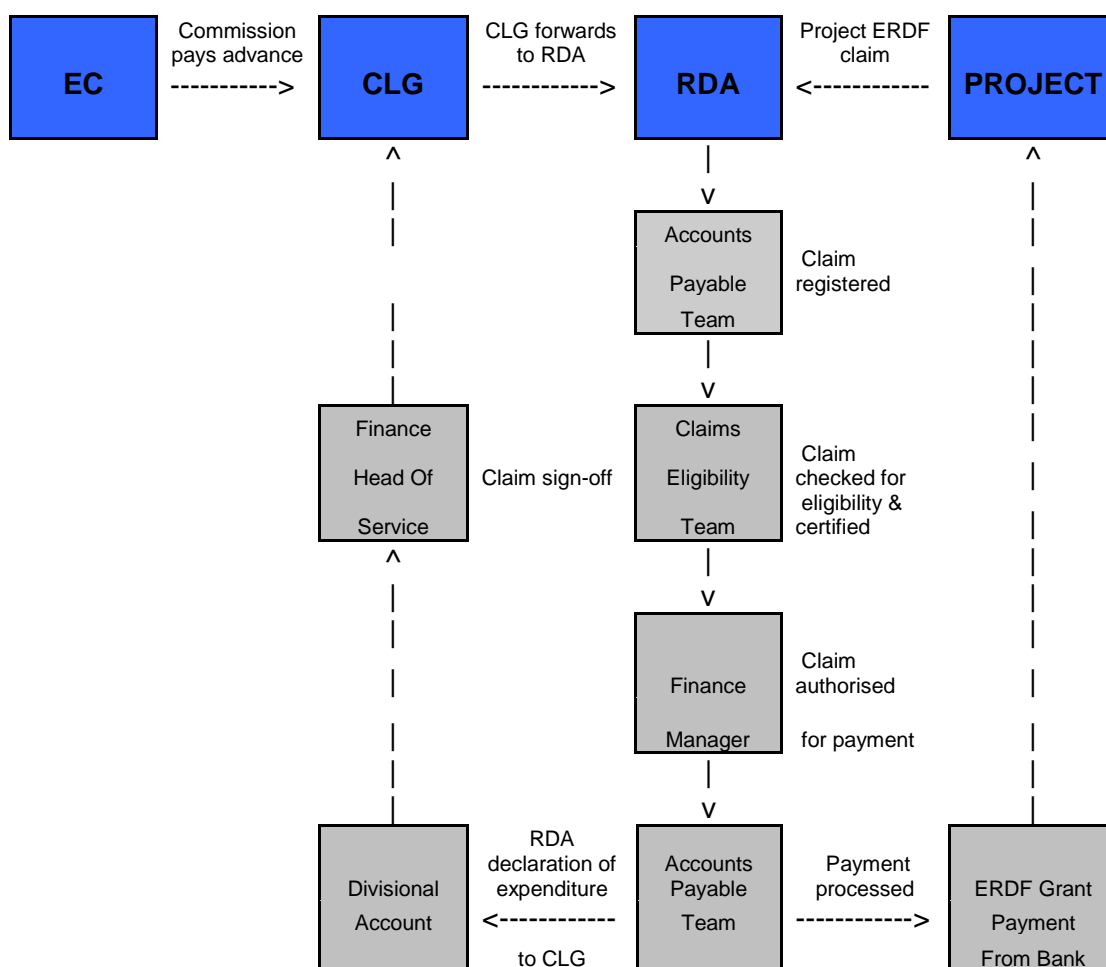 Commission
pays advance
CLG forwards
to RDA
Project ERDF
claim
EC
----------->
CLG
------------>
RDA
<------------
PROJECT
Accounts
Payable
Team
Claim
registered
Finance
Head Of
Service
Claim sign-off
Claims
Eligibility
Team
Claim
checked for
eligibility &
certified
Finance
Manager
Claim
authorised
for payment
Divisional
Account
RDA
declaration of
expenditure
<------------
to CLG
Accounts
Payable
Team
Payment
processed
------------>
ERDF Grant
Payment
From Bank